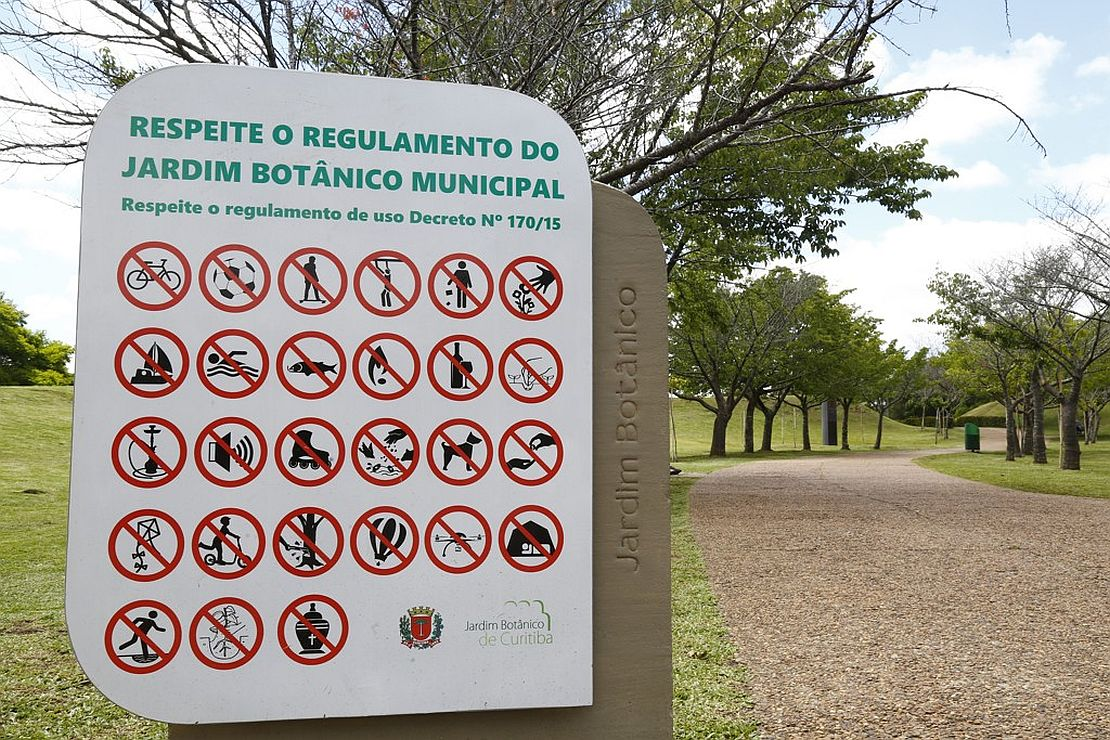 RESPEITE O REGULAMENTO DO
JARDIM BOTÂNICO MUNICIPAL
Respeite o regulamento de uso Decreto Nº 170/15
Jardim Botânico
de Curitiba
Jardim Botânico